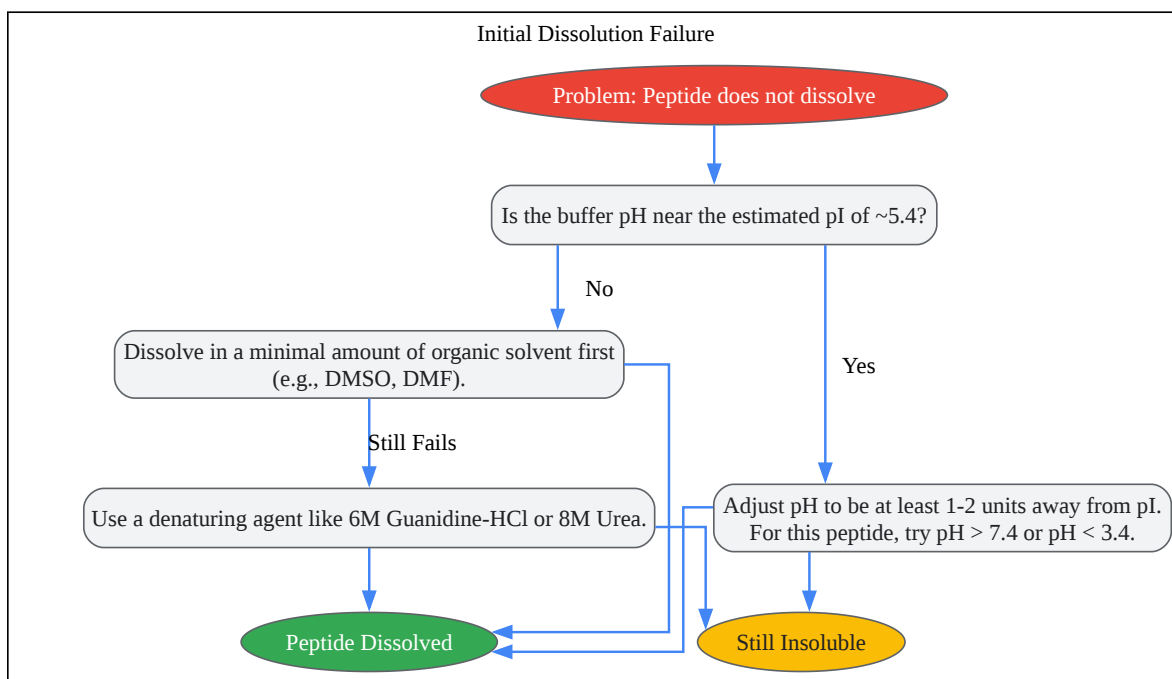 Initial Dissolution Failure
Problem: Peptide does not dissolve
Is the buffer pH near the estimated pI of ~5.4?
No
Dissolve in a minimal amount of organic solvent first
(e.g., DMSO, DMF).
Yes
Still Fails
Use a denaturing agent like 6M Guanidine-HCl or 8M Urea.
Adjust pH to be at least 1-2 units away from pI.
For this peptide, try pH > 7.4 or pH < 3.4.
Peptide Dissolved
Still Insoluble